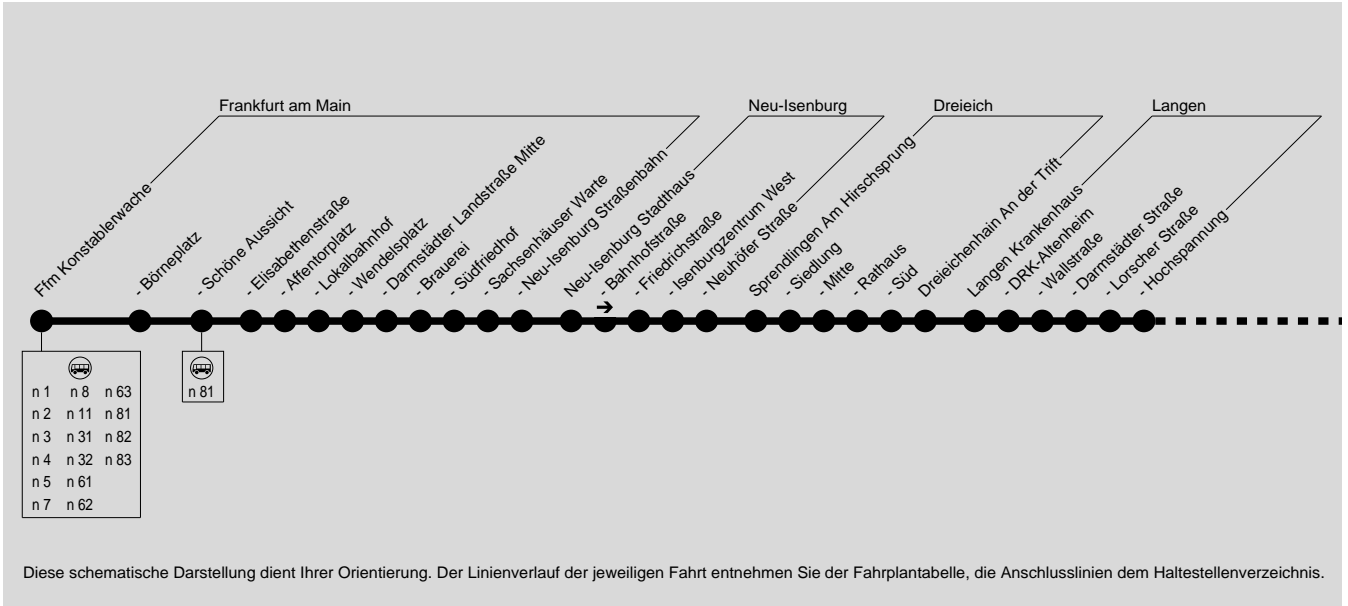 Frankfurt am Main
Neu-Isenburg
Dreieich
Langen
Ffm Konstablerwache
- Börneplatz
- Schöne Aussicht
- Elisabethenstraße
- Affentorplatz
- Lokalbahnhof
- Wendelsplatz
- Darmstädter Landstraße Mitte
- Brauerei
- Südfriedhof
- Sachsenhäuser Warte
- Neu-Isenburg Straßenbahn
Neu-Isenburg Stadthaus
- Bahnhofstraße
- Friedrichstraße
- Isenburgzentrum West
- Neuhöfer Straße
Sprendlingen Am Hirschsprung
- Siedlung
- Mitte
- Rathaus
- Süd
Dreieichenhain An der Trift
Langen Krankenhaus
- DRK-Altenheim
- Wallstraße
- Darmstädter Straße
- Lorscher Straße
- Hochspannung
➔
n 1 n 8 n 63
n 2 n 11 n 81
n 3 n 31 n 82
n 4 n 32 n 83
n 5 n 61
n 7 n 62
n 81
Diese schematische Darstellung dient Ihrer Orientierung. Der Linienverlauf der jeweiligen Fahrt entnehmen Sie der Fahrplantabelle, die Anschlusslinien dem Haltestellenverzeichnis.